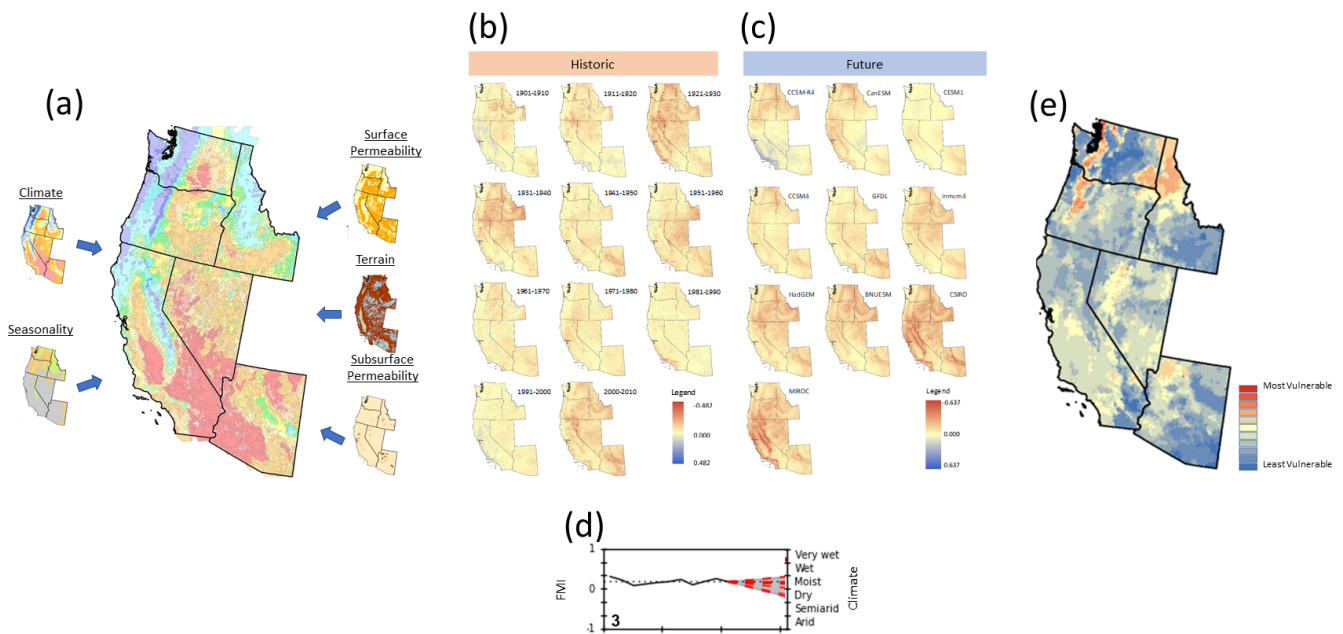 (a)
Climate
Seasonality
Surface
Permeability
Terrain
Subsurface
Permeability
(b)
Historic
1901-1910
1911-1920
1921-1930
1931-1940
1941-1950
1951-1960
1961-1970
1971-1980
1981-1990
1991-2000
2000-2010
Legend
-0.482
0.000
0.482
(c)
Future
CCSM-R4
CanESM
CESM1
CCSM4
GFDL
inmcm4
HadGEM
BNUESM
CSIRO
MIROC
Legend
-0.637
0.000
0.637
(d)
FMI
1
0
-1
3
Very wet
Wet
Moist
Dry
Semiarid
Arid
Climate
(e)
Most Vulnerable
Least Vulnerable